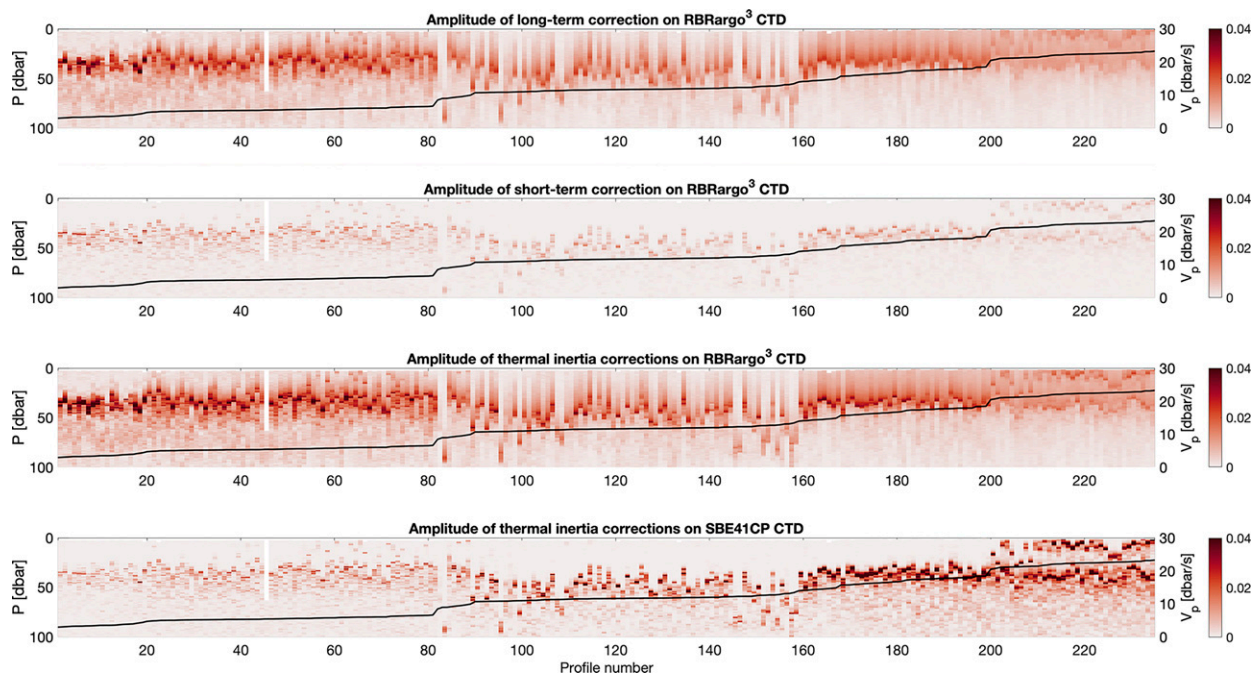 Amplitude of long-term correction on RBRargo³ CTD
P [dbar]
0
50
100
20 40 60 80 100 120 140 160 180 200 220
30
20
10
0
V_p [dbar/s]
0.04
0.02
0
Amplitude of short-term correction on RBRargo³ CTD
P [dbar]
0
50
100
20 40 60 80 100 120 140 160 180 200 220
30
20
10
0
V_p [dbar/s]
0.04
0.02
0
Amplitude of thermal inertia corrections on RBRargo³ CTD
P [dbar]
0
50
100
20 40 60 80 100 120 140 160 180 200 220
30
20
10
0
V_p [dbar/s]
0.04
0.02
0
Amplitude of thermal inertia corrections on SBE41CP CTD
P [dbar]
0
50
100
20 40 60 80 100 120 140 160 180 200 220
30
20
10
0
V_p [dbar/s]
0.04
0.02
0
Profile number